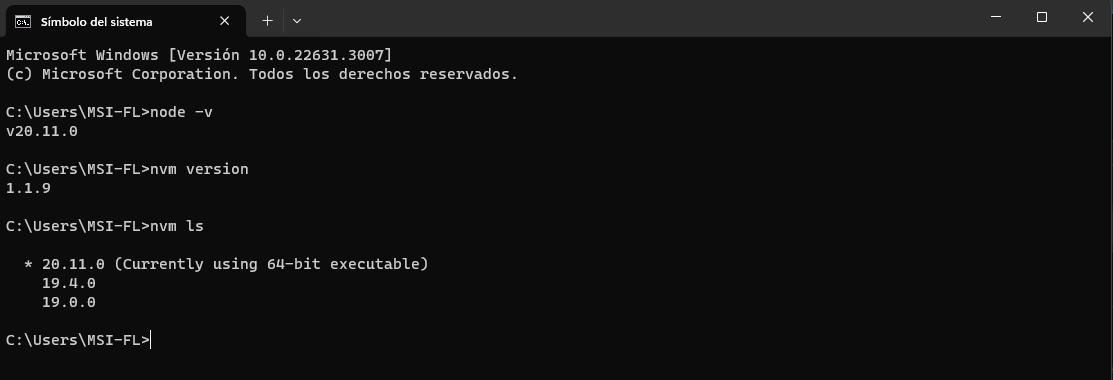 Símbolo del sistema
Microsoft Windows [Versión 10.0.22631.3007]
(c) Microsoft Corporation. Todos los derechos reservados.
C:\Users\MSI-FL>node -v
v20.11.0
C:\Users\MSI-FL>nvm version
1.1.9
C:\Users\MSI-FL>nvm ls
* 20.11.0 (Currently using 64-bit executable)
19.4.0
19.0.0
C:\Users\MSI-FL>